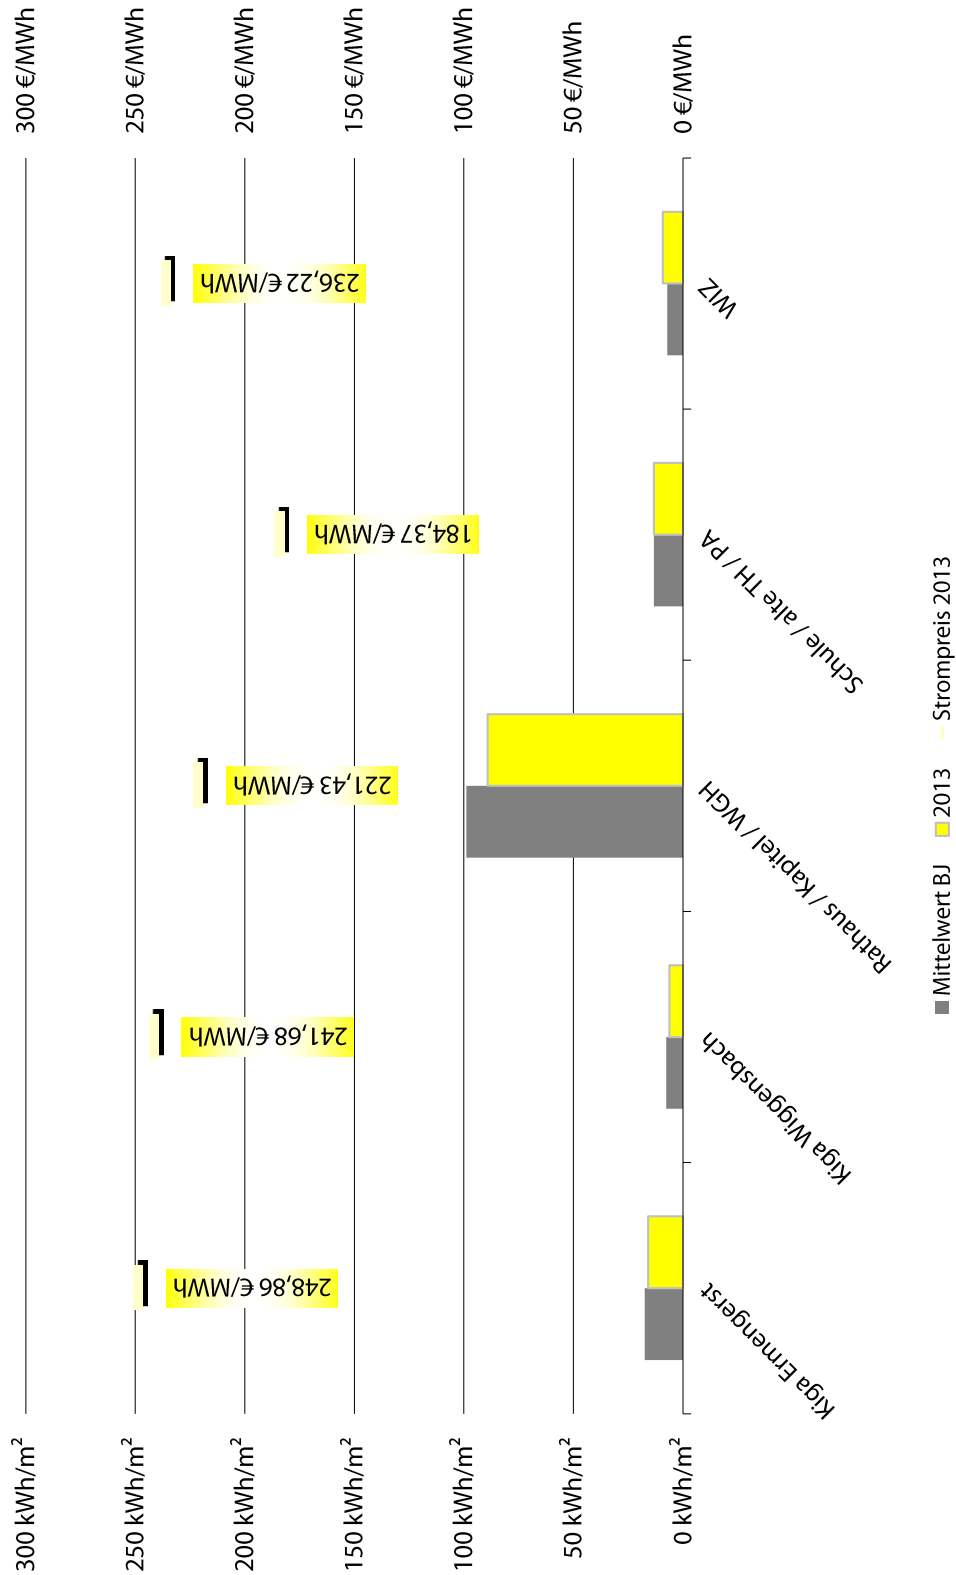 300 kWh/m²
250 kWh/m²
200 kWh/m²
150 kWh/m²
100 kWh/m²
50 kWh/m²
0 kWh/m²
300 €/MWh
250 €/MWh
200 €/MWh
150 €/MWh
100 €/MWh
50 €/MWh
0 €/MWh
248,86 €/MWh
241,68 €/MWh
221,43 €/MWh
184,37 €/MWh
236,22 €/MWh
Kiga Ermengerst
Kiga Wiggensbach
Rathaus / Kapitel / WGH
Schule / alte TH / PA
WIZ
Mittelwert BJ
2013
Strompreis 2013